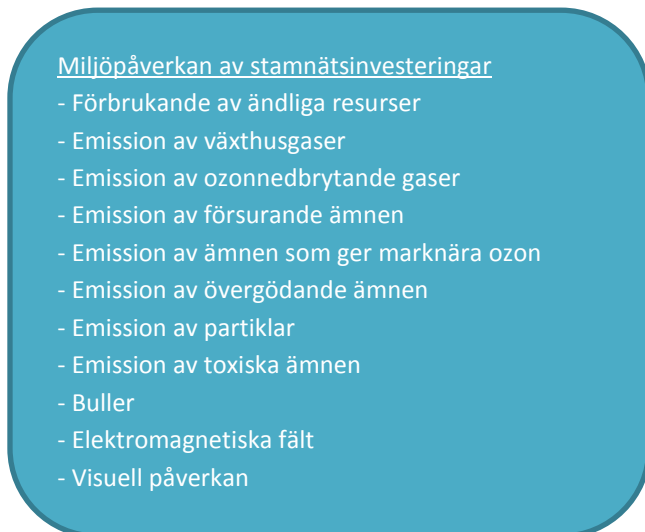 Miljöpåverkan av stamnätsinvesteringar
- Förbrukande av ändliga resurser
- Emission av växthusgaser
- Emission av ozonnedbrytande gaser
- Emission av försurande ämnen
- Emission av ämnen som ger marknära ozon
- Emission av övergödande ämnen
- Emission av partiklar
- Emission av toxiska ämnen
- Buller
- Elektromagnetiska fält
- Visuell påverkan